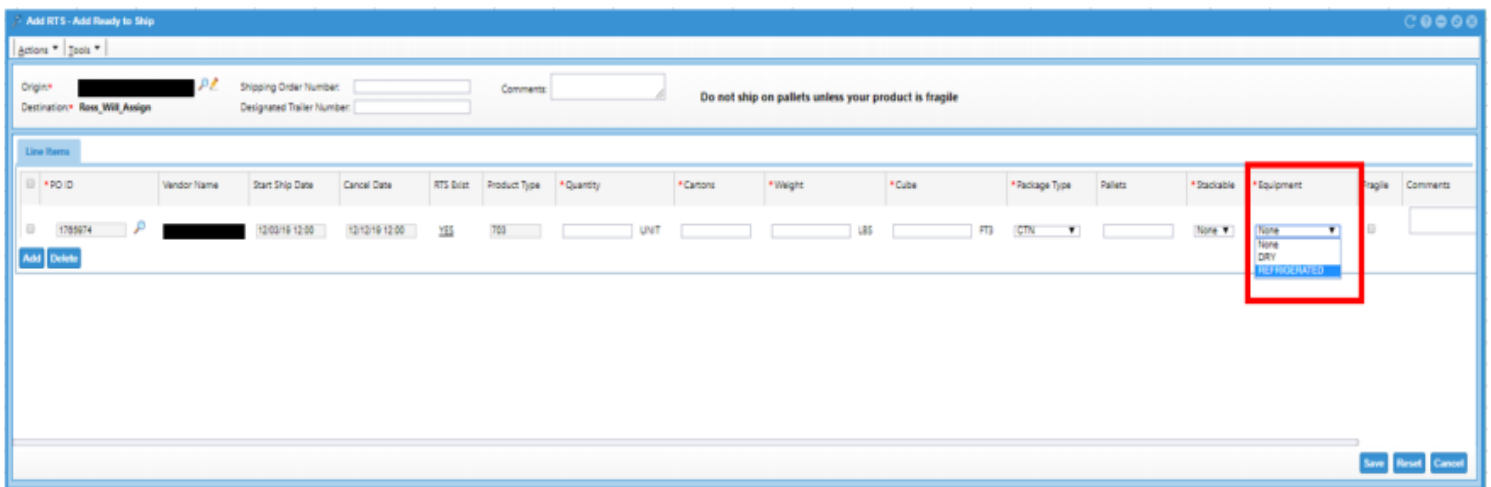 Add RTS - Add Ready to Ship
Actions ▼ Tools ▼
Origin:* Shipping Order Number: Comments: Do not ship on pallets unless your product is fragile
Destination:* Ross_Will_Assign Designated Trailer Number:
Line Items
*PO ID Vendor Name Start Ship Date Cancel Date RTS Exist Product Type *Quantity *Cartons *Weight *Cube *Package Type Pallets *Stackable *Equipment Fragile Comments
1785974 12/03/19 12:00 12/12/19 12:00 YES 703 UNIT LBS FT3 CTN ▼ None ▼ None ▼
None
DRY
REFRIGERATED
Add Delete
Save Reset Cancel